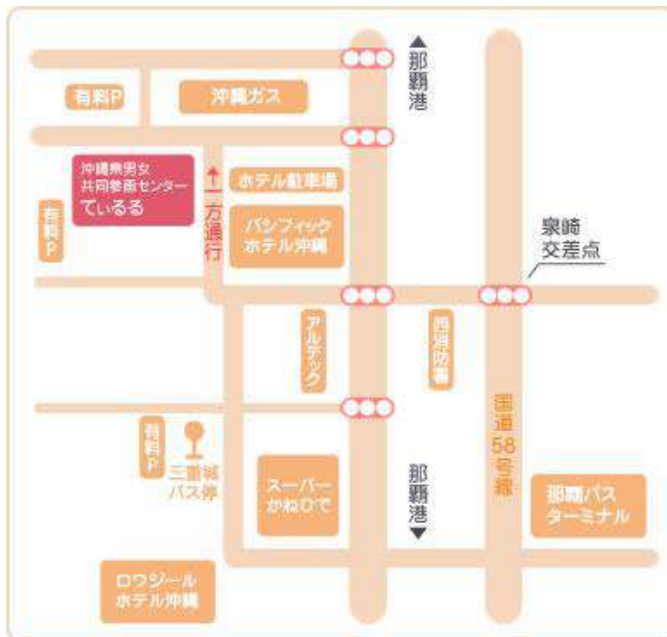 ▲那覇港
有料P
沖縄ガス
沖縄県男女
共同参画センター
ているる
↑一方通行
ホテル駐車場
パシフィック
ホテル沖縄
有料P
泉崎
交差点
アルテック
西消防署
国道58号線
有料P
三重城
バス停
スーパー
かねひで
那覇港▼
那覇バス
ターミナル
ロワジール
ホテル沖縄